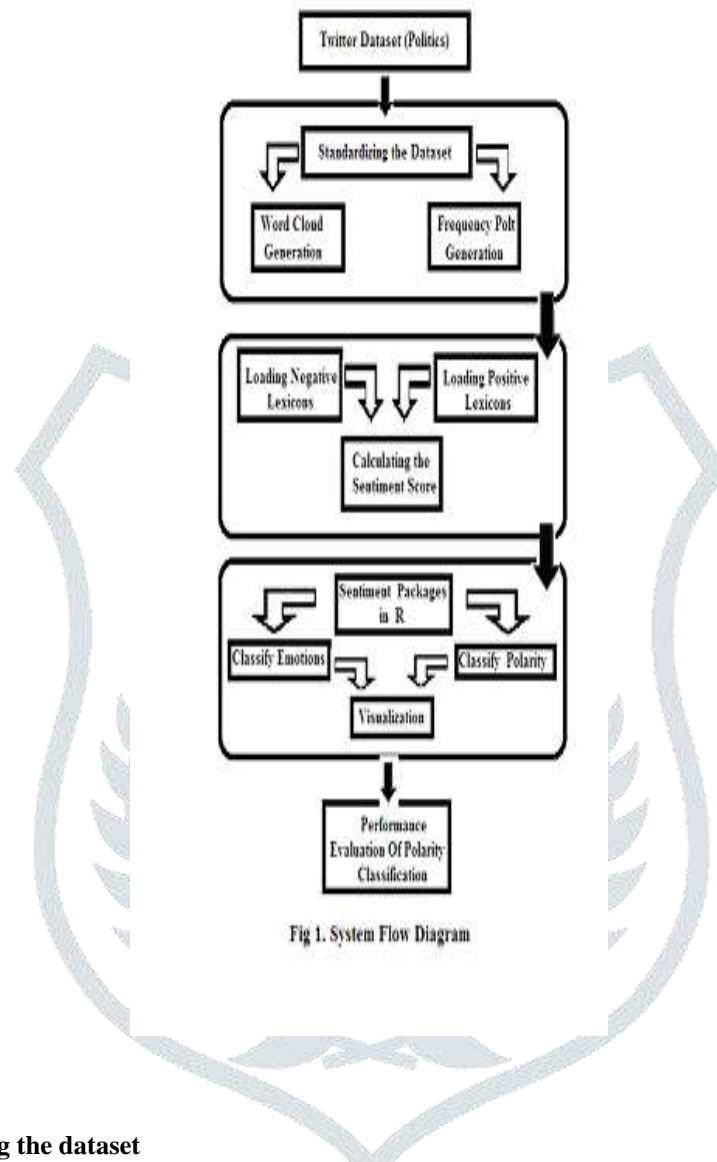 Twitter Dataset (Politics)
Standardizing the Dataset
Word Cloud
Generation
Frequency Polt
Generation
Loading Negative
Lexicons
Loading Positive
Lexicons
Calculating the
Sentiment Score
Sentiment Packages
in R
Classify Emotions
Classify Polarity
Visualization
Performance
Evaluation Of Polarity
Classification
Fig 1. System Flow Diagram
g the dataset